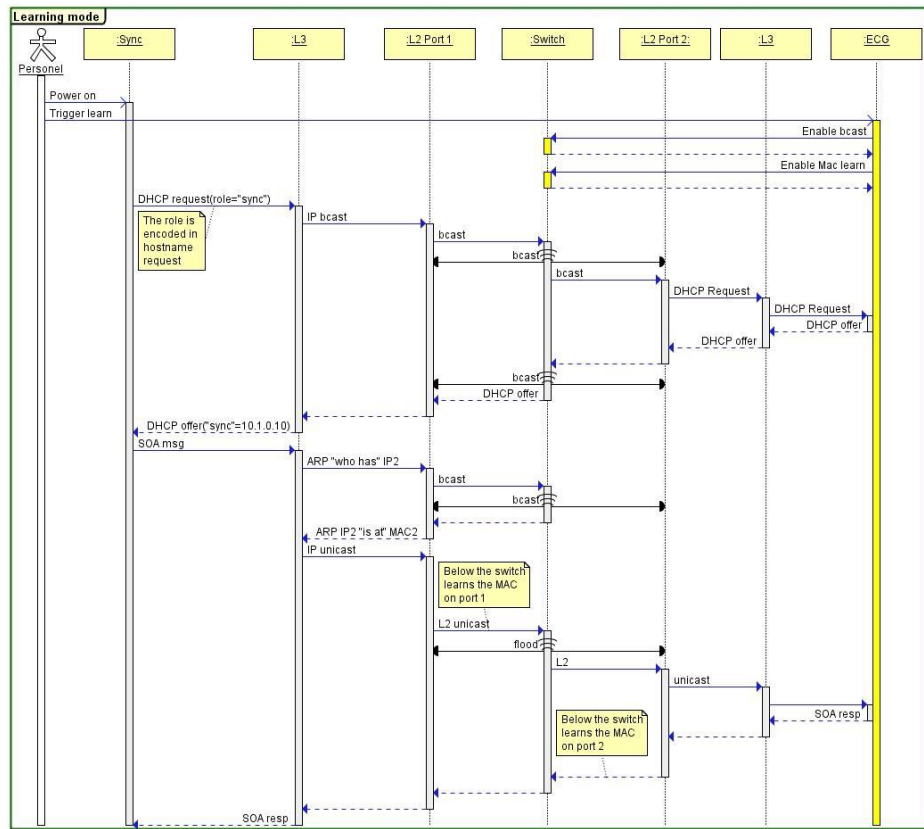 Learning mode
Personel
:Sync
:L3
:L2 Port 1
:Switch
:L2 Port 2:
:L3
:ECG
Power on
Trigger learn
Enable bcast
Enable Mac learn
DHCP request(role="sync")
The role is
encoded in
hostname
request
IP bcast
bcast
bcast
bcast
DHCP Request
DHCP Request
DHCP offer
DHCP offer
bcast
DHCP offer
DHCP offer("sync"=10.1.0.10)
SOA msg
ARP "who has" IP2
bcast
bcast
ARP IP2 "is at" MAC2
IP unicast
Below the switch
learns the MAC
on port 1
L2 unicast
flood
L2
unicast
SOA resp
Below the switch
learns the MAC
on port 2
SOA resp